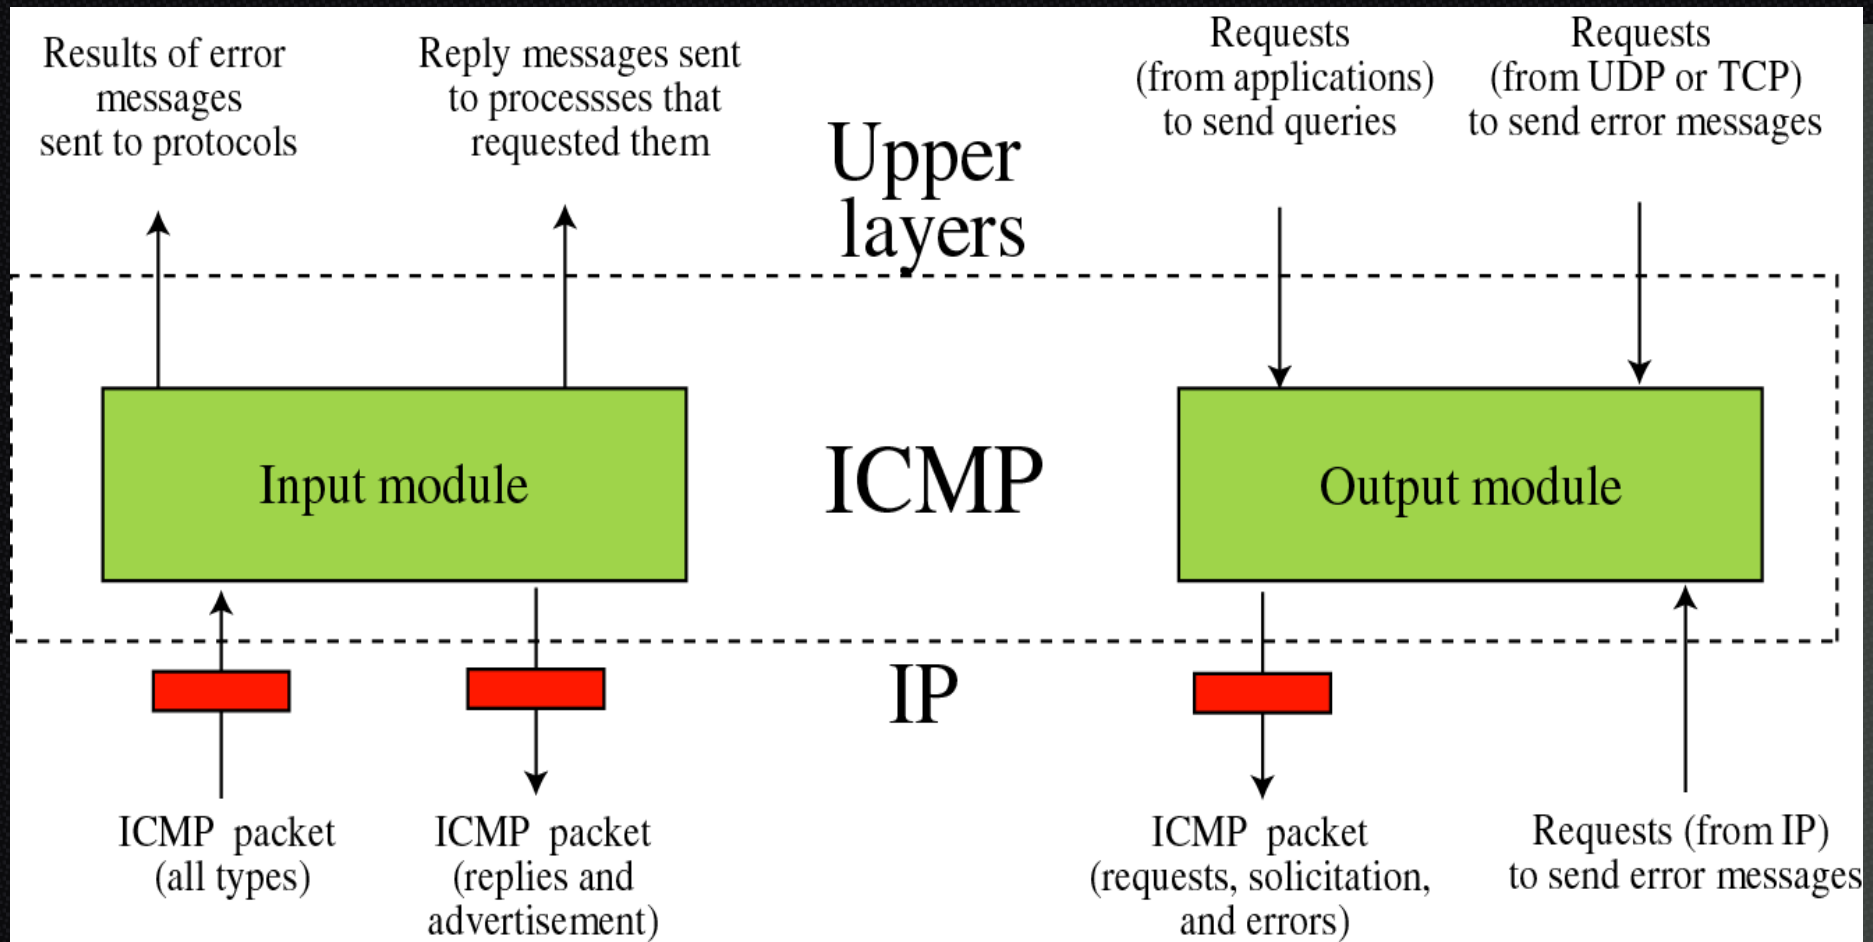 Results of error
messages
sent to protocols
Reply messages sent
to processses that
requested them
Upper
layers
Requests
(from applications)
to send queries
Requests
(from UDP or TCP)
to send error messages
Input module
ICMP
Output module
IP
ICMP packet
(all types)
ICMP packet
(replies and
advertisement)
ICMP packet
(requests, solicitation,
and errors)
Requests (from IP)
to send error messages